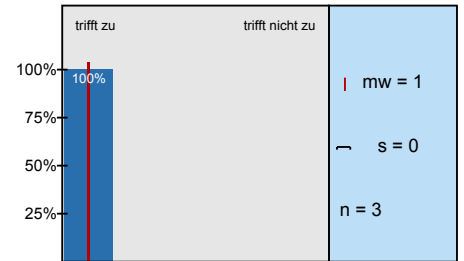 trifft zu trifft nicht zu
100%
100%
mw = 1
75%
s = 0
50%
25%
n = 3